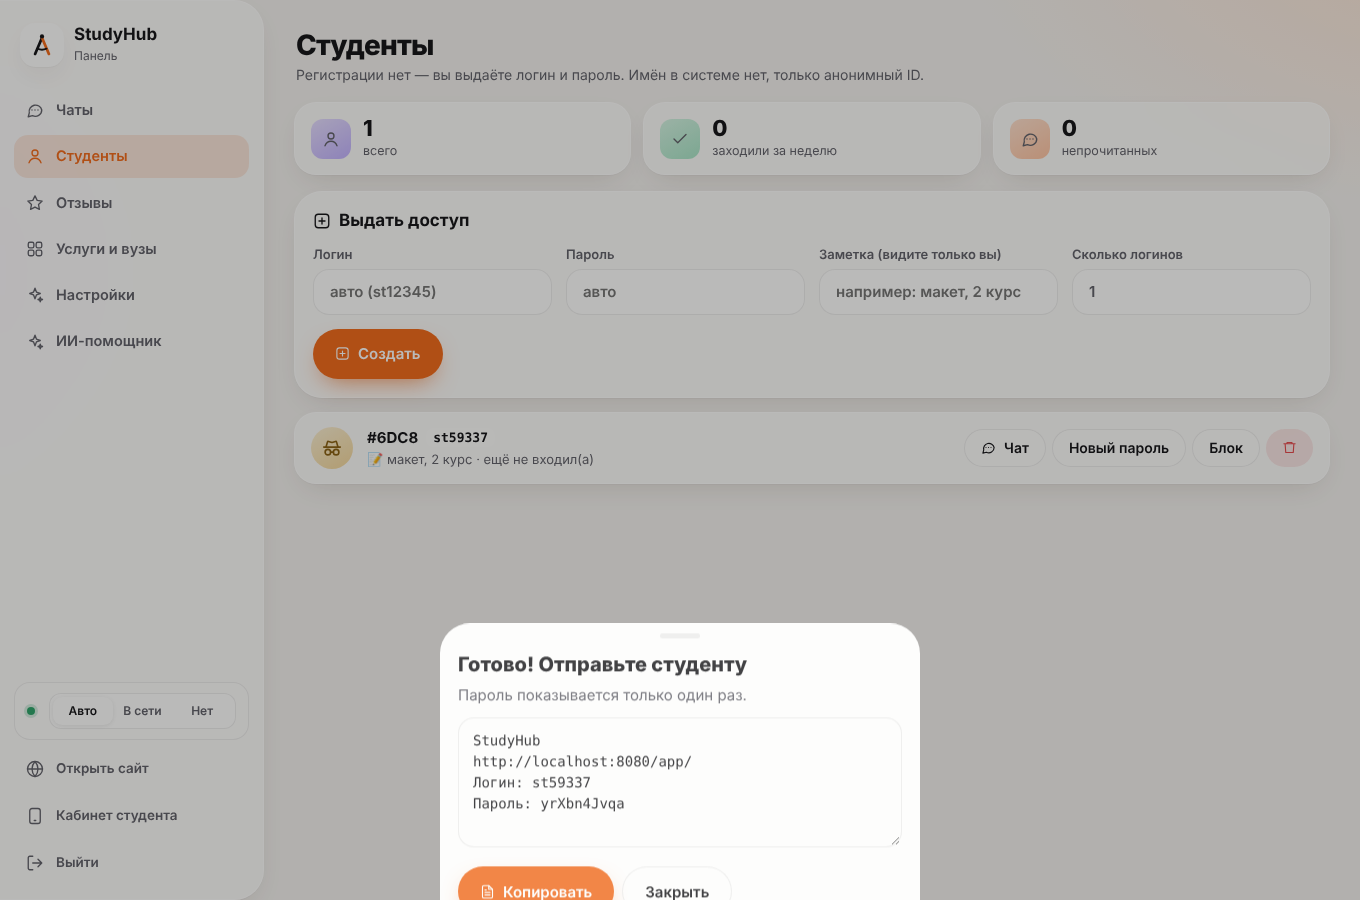 StudyHub
Панель
Чаты
Студенты
Отзывы
Услуги и вузы
Настройки
ИИ-помощник
Авто
В сети
Нет
Открыть сайт
Кабинет студента
Выйти
Студенты
Регистрации нет — вы выдаёте логин и пароль. Имён в системе нет, только анонимный ID.
1
всего
0
заходили за неделю
0
непрочитанных
Выдать доступ
Логин
Пароль
Заметка (видите только вы)
Сколько логинов
авто (st12345)
авто
например: макет, 2 курс
1
Создать
#6DC8 st59337
📝 макет, 2 курс · ещё не входил(а)
Чат
Новый пароль
Блок
Готово! Отправьте студенту
Пароль показывается только один раз.
StudyHub
http://localhost:8080/app/
Логин: st59337
Пароль: yrXbn4Jvqa
Копировать
Закрыть